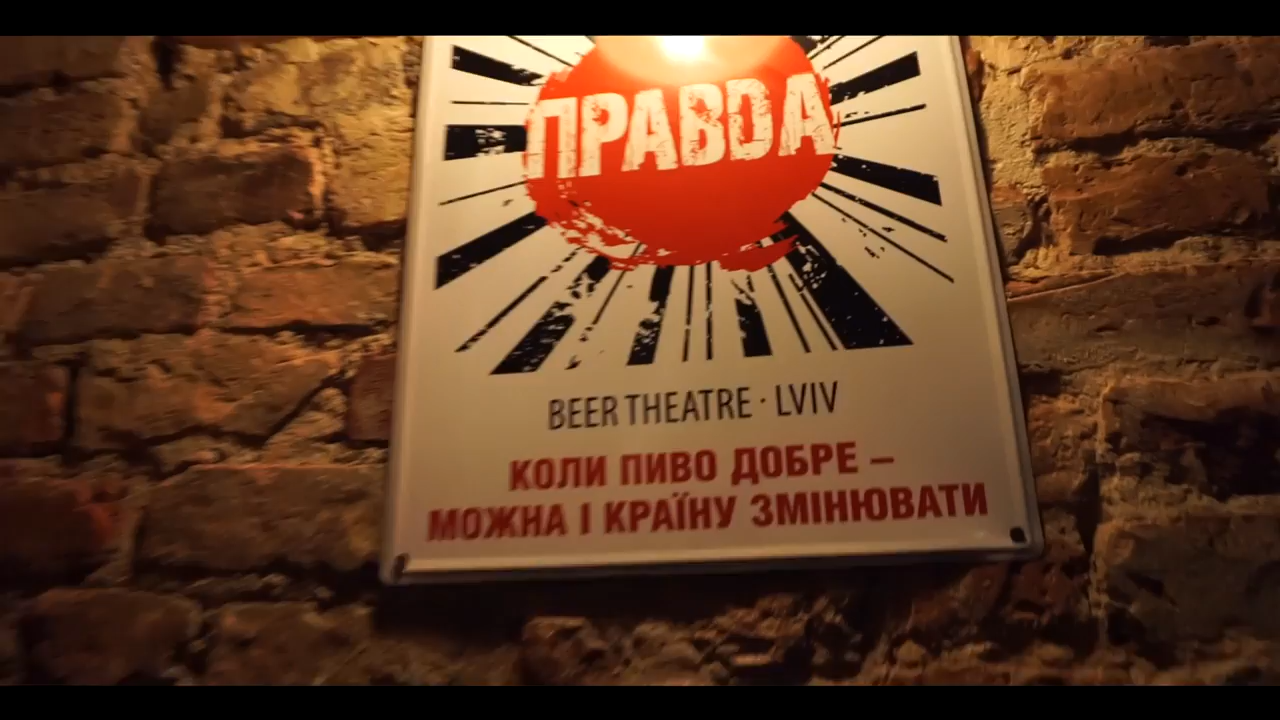 ПРАВДА
BEER THEATRE · LVIV
КОЛИ ПИВО ДОБРЕ –
МОЖНА І КРАЇНУ ЗМІНЮВАТИ